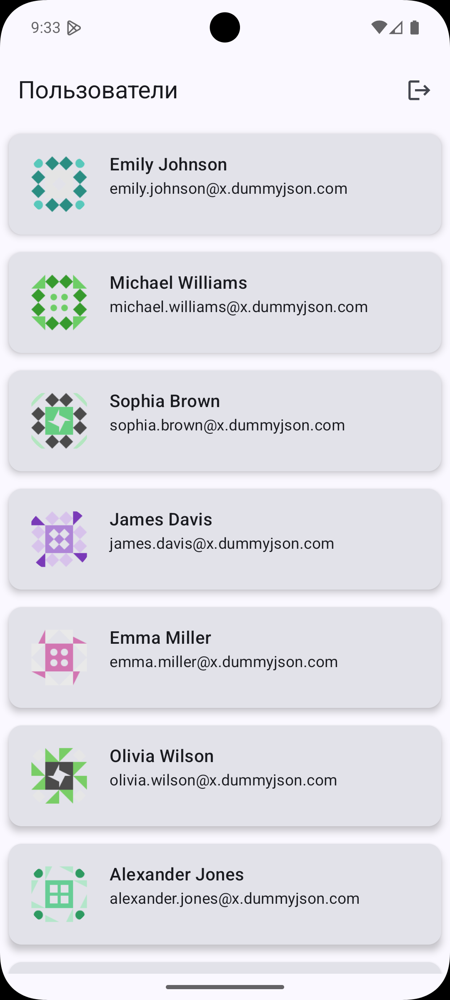 9:33
Пользователи
Emily Johnson
emily.johnson@x.dummyjson.com
Michael Williams
michael.williams@x.dummyjson.com
Sophia Brown
sophia.brown@x.dummyjson.com
James Davis
james.davis@x.dummyjson.com
Emma Miller
emma.miller@x.dummyjson.com
Olivia Wilson
olivia.wilson@x.dummyjson.com
Alexander Jones
alexander.jones@x.dummyjson.com